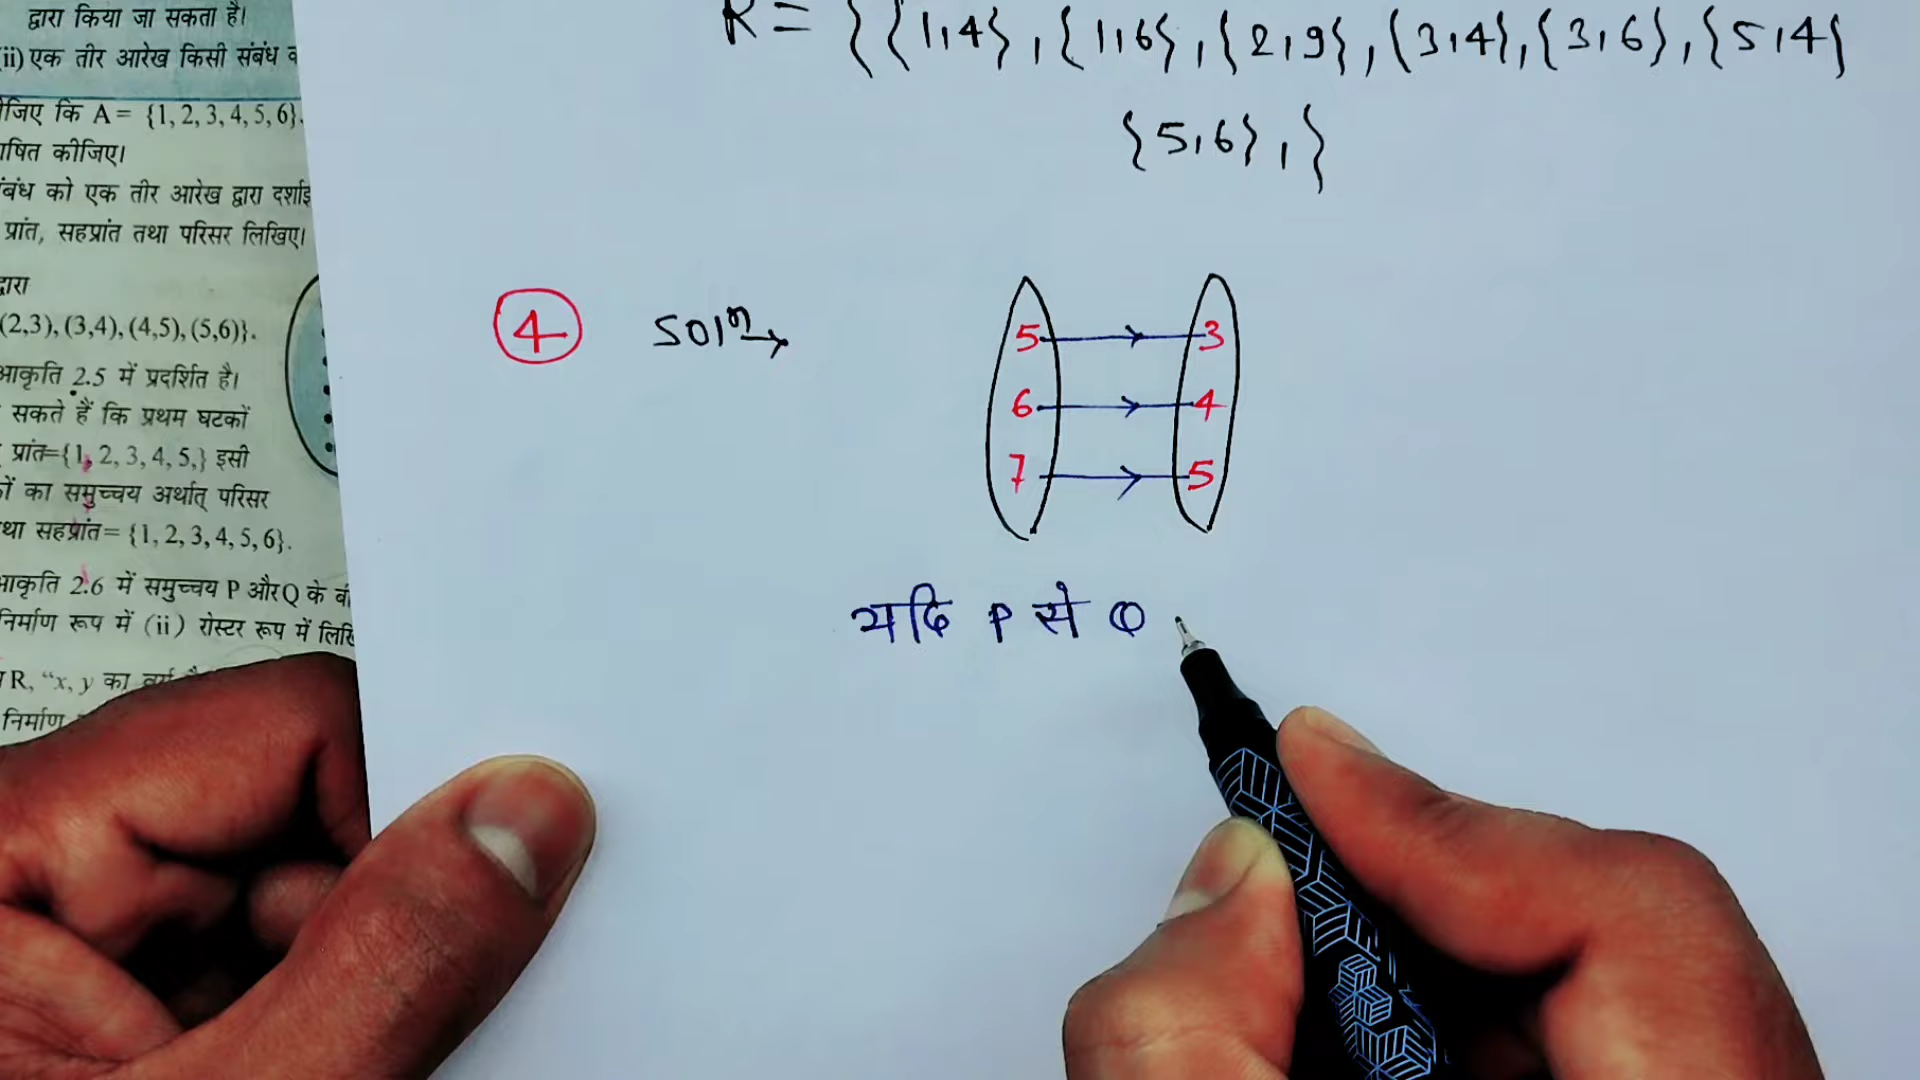 द्वारा किया जा सकता है।
(ii) एक तीर आरेख किसी संबंध
कि A = {1, 2, 3, 4, 5, 6}.
कीजिए।
को एक तीर आरेख द्वारा
प्रांत, सहप्रांत तथा परिसर लिखिए।
(2,3), (3,4), (4,5), (5,6)}.
आकृति 2.5 में प्रदर्शित है।
सकते हैं कि प्रथम घटकों
प्रांत={1, 2, 3, 4, 5,} इसी
का समुच्चय अर्थात् परिसर
सहप्रांत= {1, 2, 3, 4, 5, 6}.
आकृति 2.6 में समुच्चय P और Q के
निर्माण रूप में (ii) रोस्टर रूप में
R, “x, y का वर्ग
निर्माण
R = { {1,4} , {1,6} , {2,9} , (3,4} , {3,6} , {5,4}
{5,6} , }
4 Solⁿ→
5 3
6 4
7 5
यदि P से Q